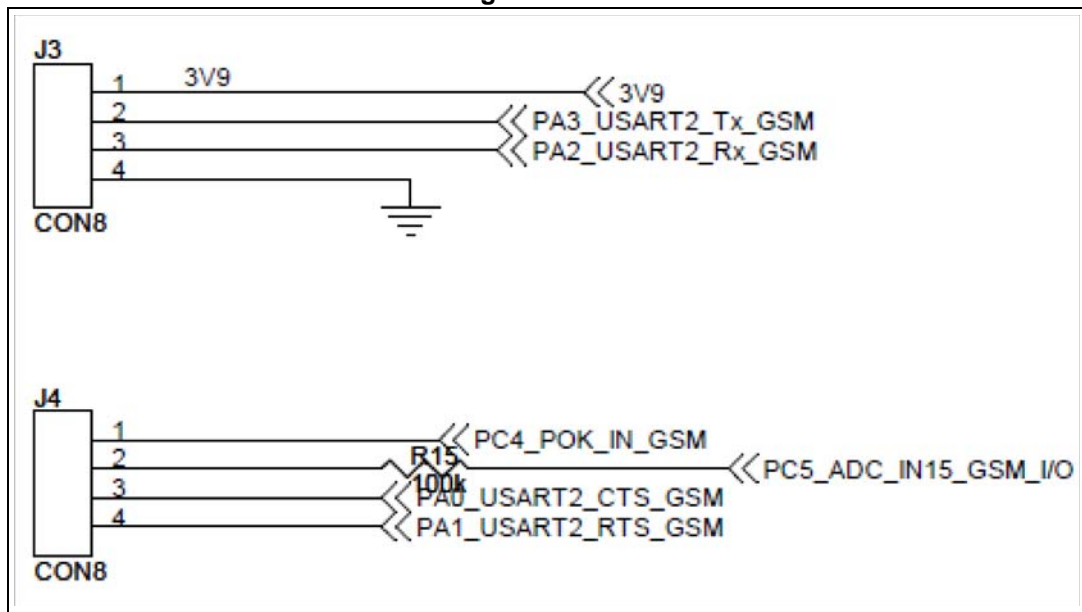 J3
1 3V9 3V9
2 PA3_USART2_Tx_GSM
3 PA2_USART2_Rx_GSM
4
CON8
J4
1 PC4_POK_IN_GSM
2 R15 PC5_ADC_IN15_GSM_I/O
100k
3 PA0_USART2_CTS_GSM
4 PA1_USART2_RTS_GSM
CON8